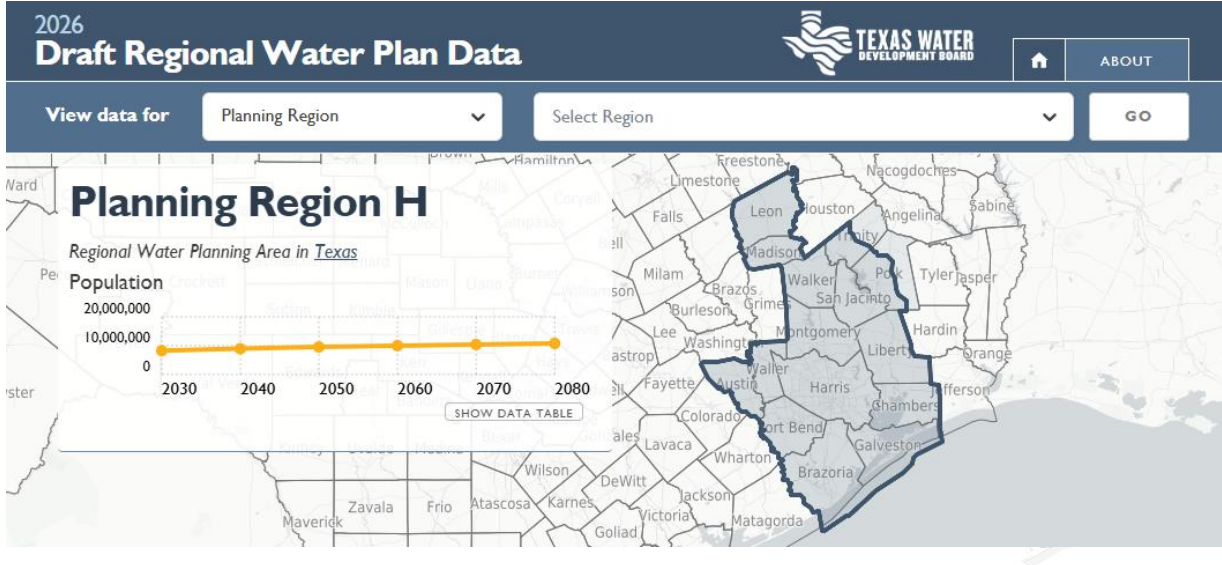 2026
Draft Regional Water Plan Data
TEXAS WATER
DEVELOPMENT BOARD
ABOUT
View data for
Planning Region
Select Region
GO
Planning Region H
Regional Water Planning Area in Texas
Population
20,000,000
10,000,000
0
2030 2040 2050 2060 2070 2080
SHOW DATA TABLE
Ward
Hamilton
Freestone
Limestone
Nacogdoches
Sabine
Falls
Leon
Houston
Angelina
Trinity
Madison
Milam
Brazos
Grimes
Walker
Polk
Tyler
Jasper
San Jacinto
Burleson
Lee
Washington
Montgomery
Hardin
Liberty
Orange
Waller
Fayette
Austin
Harris
Jefferson
Chambers
Colorado
Fort Bend
Galveston
Lavaca
Wharton
Brazoria
Wilson
DeWitt
Jackson
Zavala
Frio
Atascosa
Karnes
Victoria
Matagorda
Maverick
Goliad